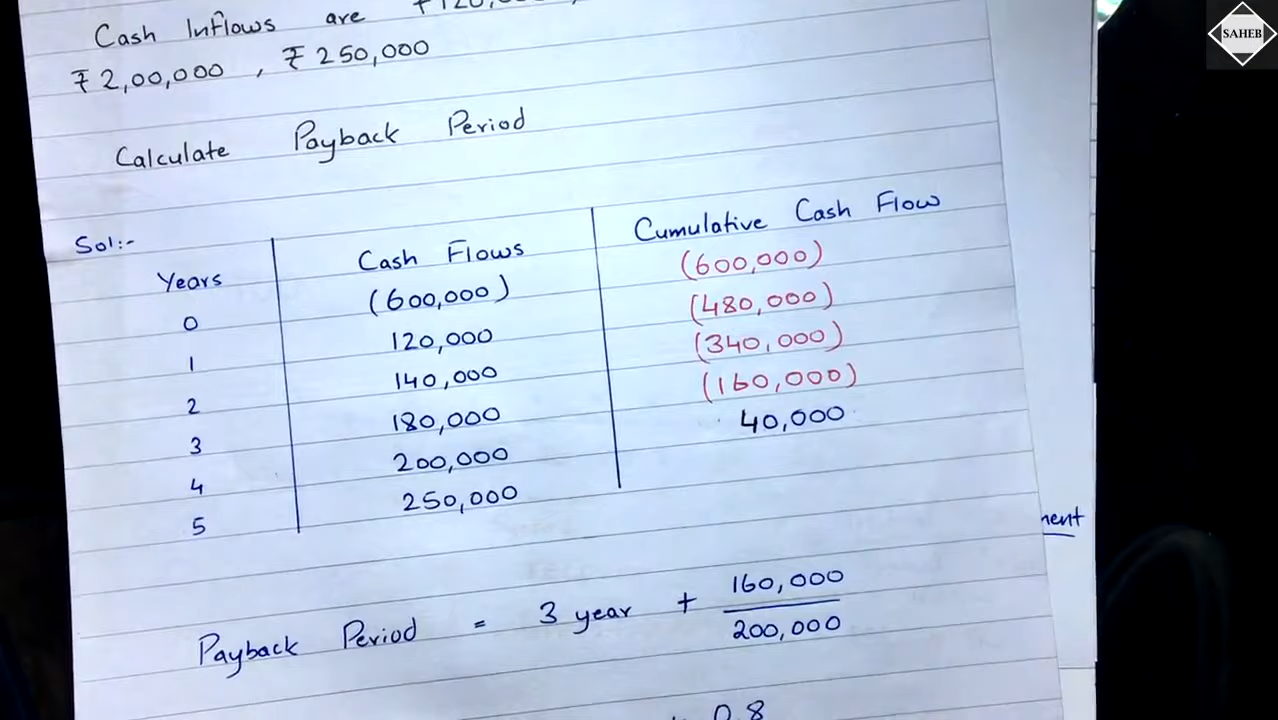 Cash Inflows are
₹ 2,00,000 , ₹ 250,000
Calculate Payback Period
Sol:-
Years Cash Flows Cumulative Cash Flow
0 (600,000) (600,000)
1 120,000 (480,000)
2 140,000 (340,000)
3 180,000 (160,000)
4 200,000 40,000
5 250,000
Payback Period = 3 year + 160,000
200,000
0.8
SAHEB